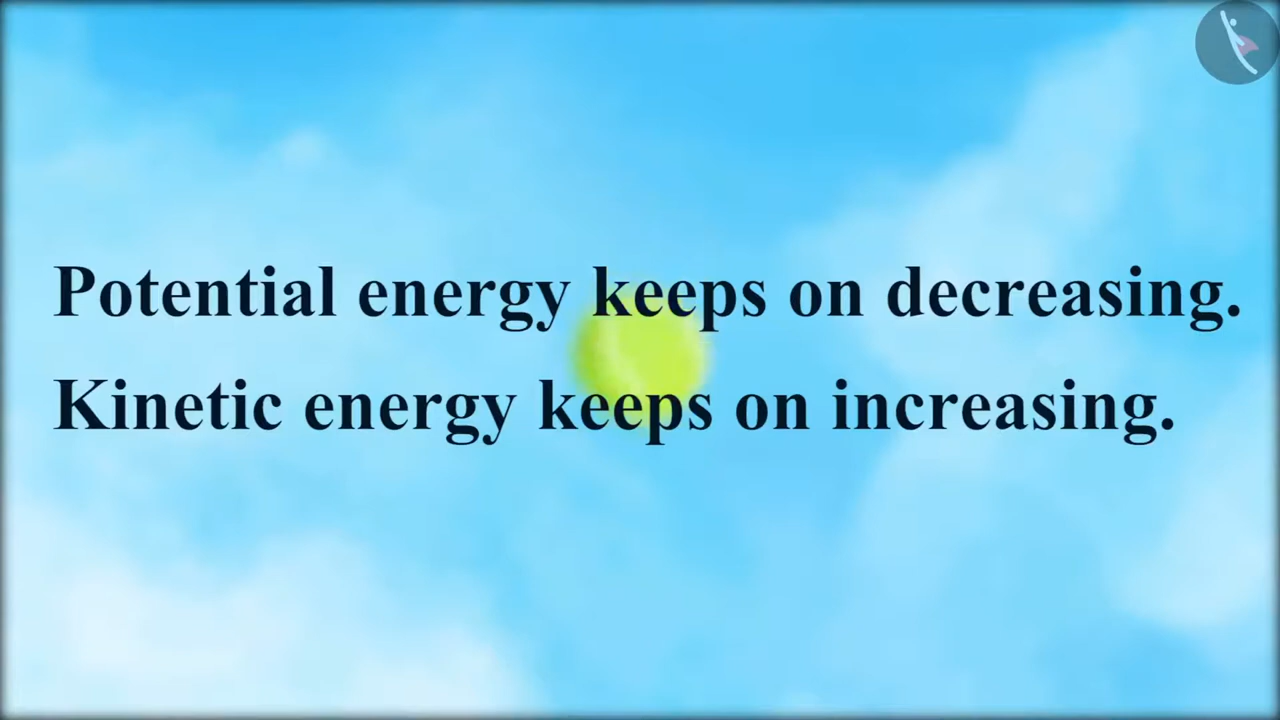 Potential energy keeps on decreasing.
Kinetic energy keeps on increasing.